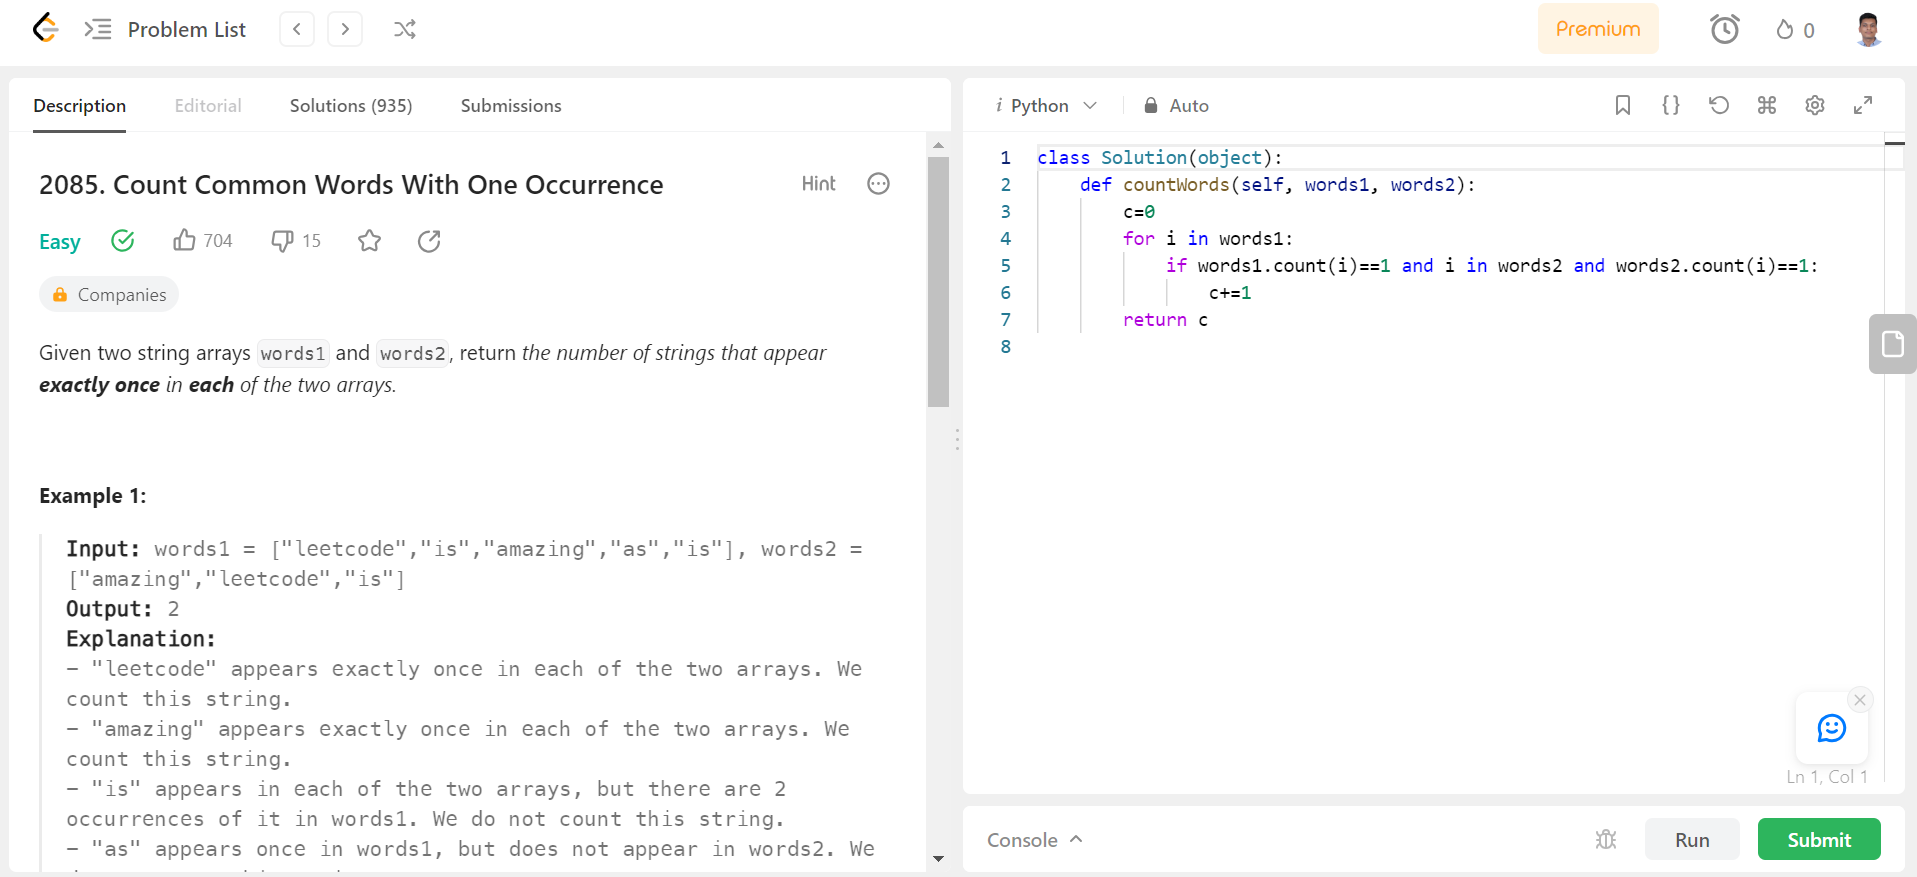 Problem List
Premium
0
Description Editorial Solutions (935) Submissions
2085. Count Common Words With One Occurrence
Hint
Easy 704 15
Companies
Given two string arrays words1 and words2, return the number of strings that appear
exactly once in each of the two arrays.
Example 1:
Input: words1 = ["leetcode","is","amazing","as","is"], words2 =
["amazing","leetcode","is"]
Output: 2
Explanation:
- "leetcode" appears exactly once in each of the two arrays. We
count this string.
- "amazing" appears exactly once in each of the two arrays. We
count this string.
- "is" appears in each of the two arrays, but there are 2
occurrences of it in words1. We do not count this string.
- "as" appears once in words1, but does not appear in words2. We
i Python Auto
1 class Solution(object):
2 def countWords(self, words1, words2):
3 c=0
4 for i in words1:
5 if words1.count(i)==1 and i in words2 and words2.count(i)==1:
6 c+=1
7 return c
8
Ln 1, Col 1
Console
Run
Submit